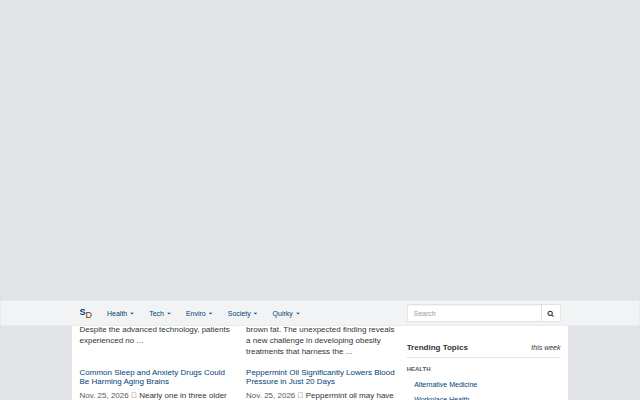 SD Health Tech Enviro Society Quirky Search
Despite the advanced technology, patients
experienced no ...
brown fat. The unexpected finding reveals
a new challenge in developing obesity
treatments that harness the ...
Common Sleep and Anxiety Drugs Could
Be Harming Aging Brains
Nov. 25, 2026 Nearly one in three older
Peppermint Oil Significantly Lowers Blood
Pressure in Just 20 Days
Nov. 25, 2026 Peppermint oil may have
Trending Topics this week
HEALTH
Alternative Medicine
Workplace Health